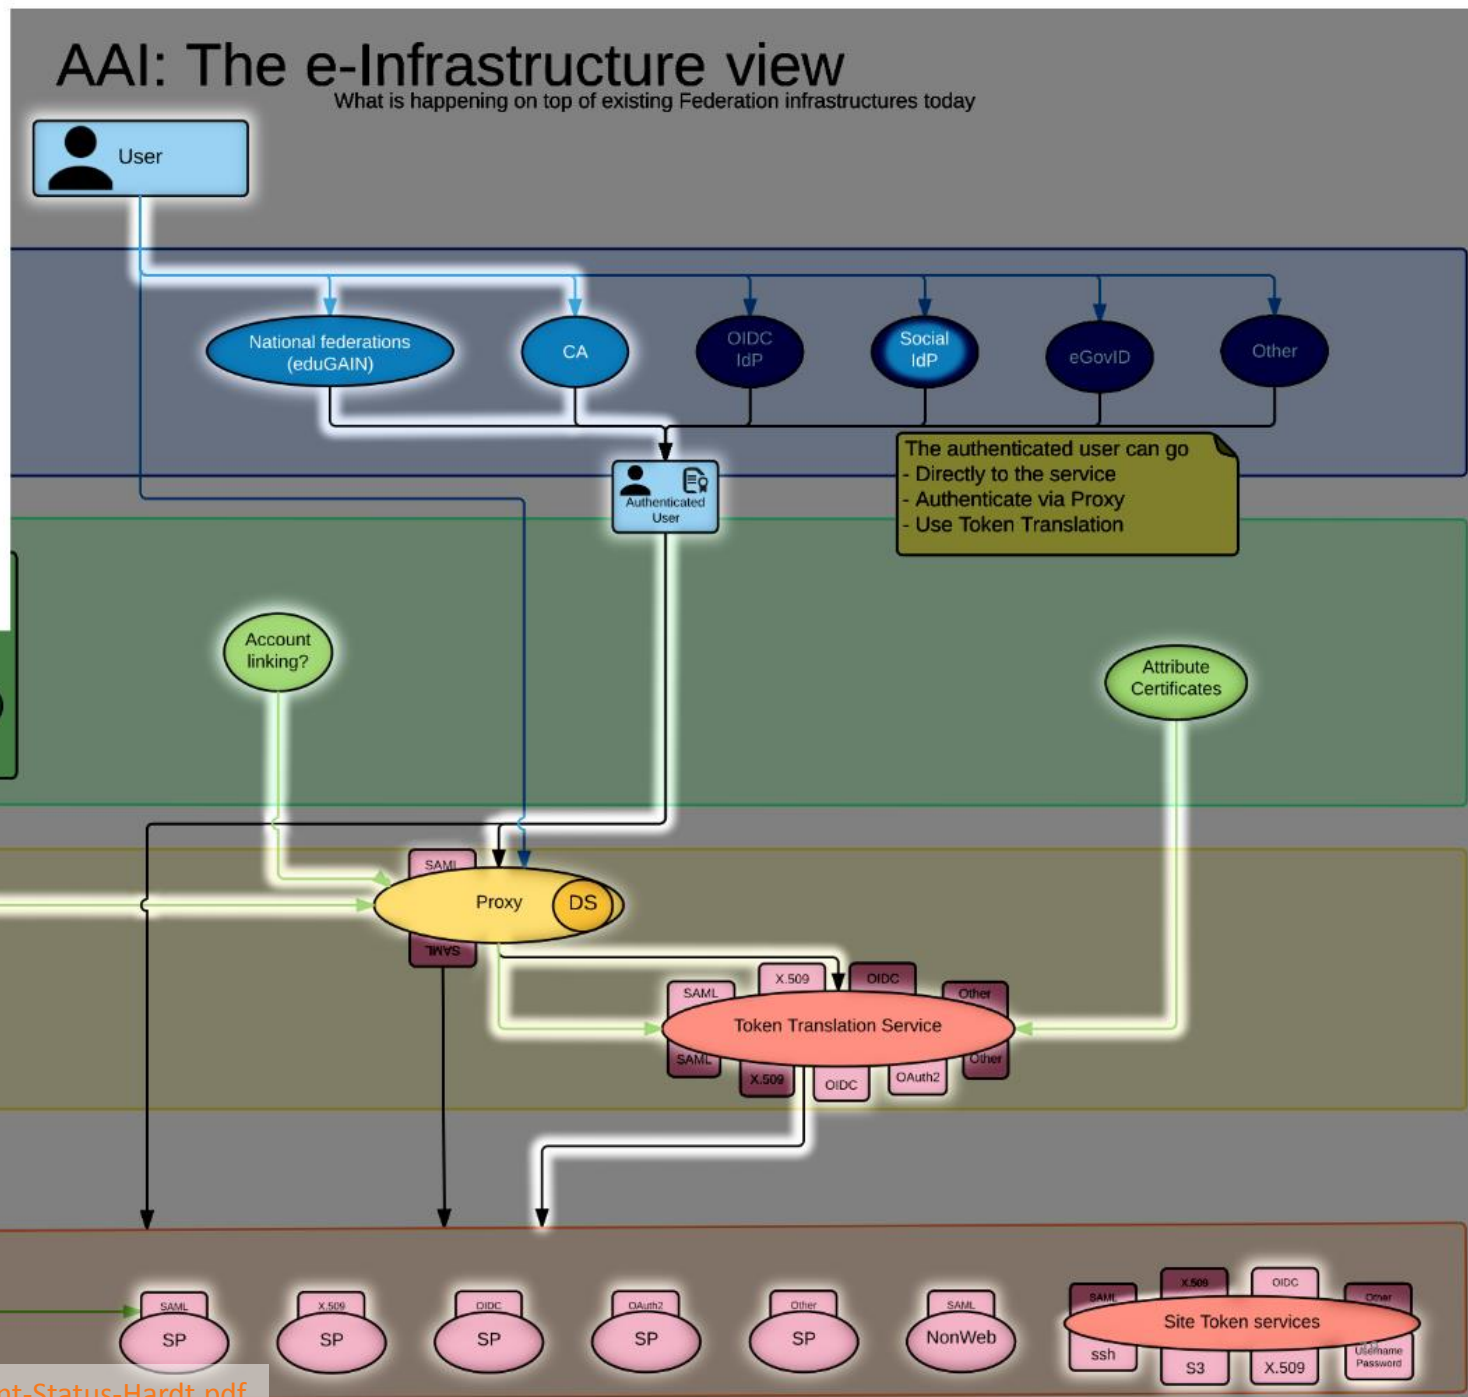 AAI: The e-Infrastructure view
What is happening on top of existing Federation infrastructures today
User
National federations
(eduGAIN)
CA
OIDC
IdP
Social
IdP
eGovID
Other
The authenticated user can go
- Directly to the service
- Authenticate via Proxy
- Use Token Translation
Authenticated
User
Account
linking?
Attribute
Certificates
SAML
Proxy
DS
SAML
SAML
X.509
OIDC
Other
Token Translation Service
SAML
X.509
OIDC
OAuth2
Other
SAML
SP
X.509
SP
OIDC
SP
OAuth2
SP
Other
SP
SAML
NonWeb
SAML
X.509
OIDC
Other
Site Token services
ssh
S3
X.509
Username
Password
nt-Status-Hardt.pdf